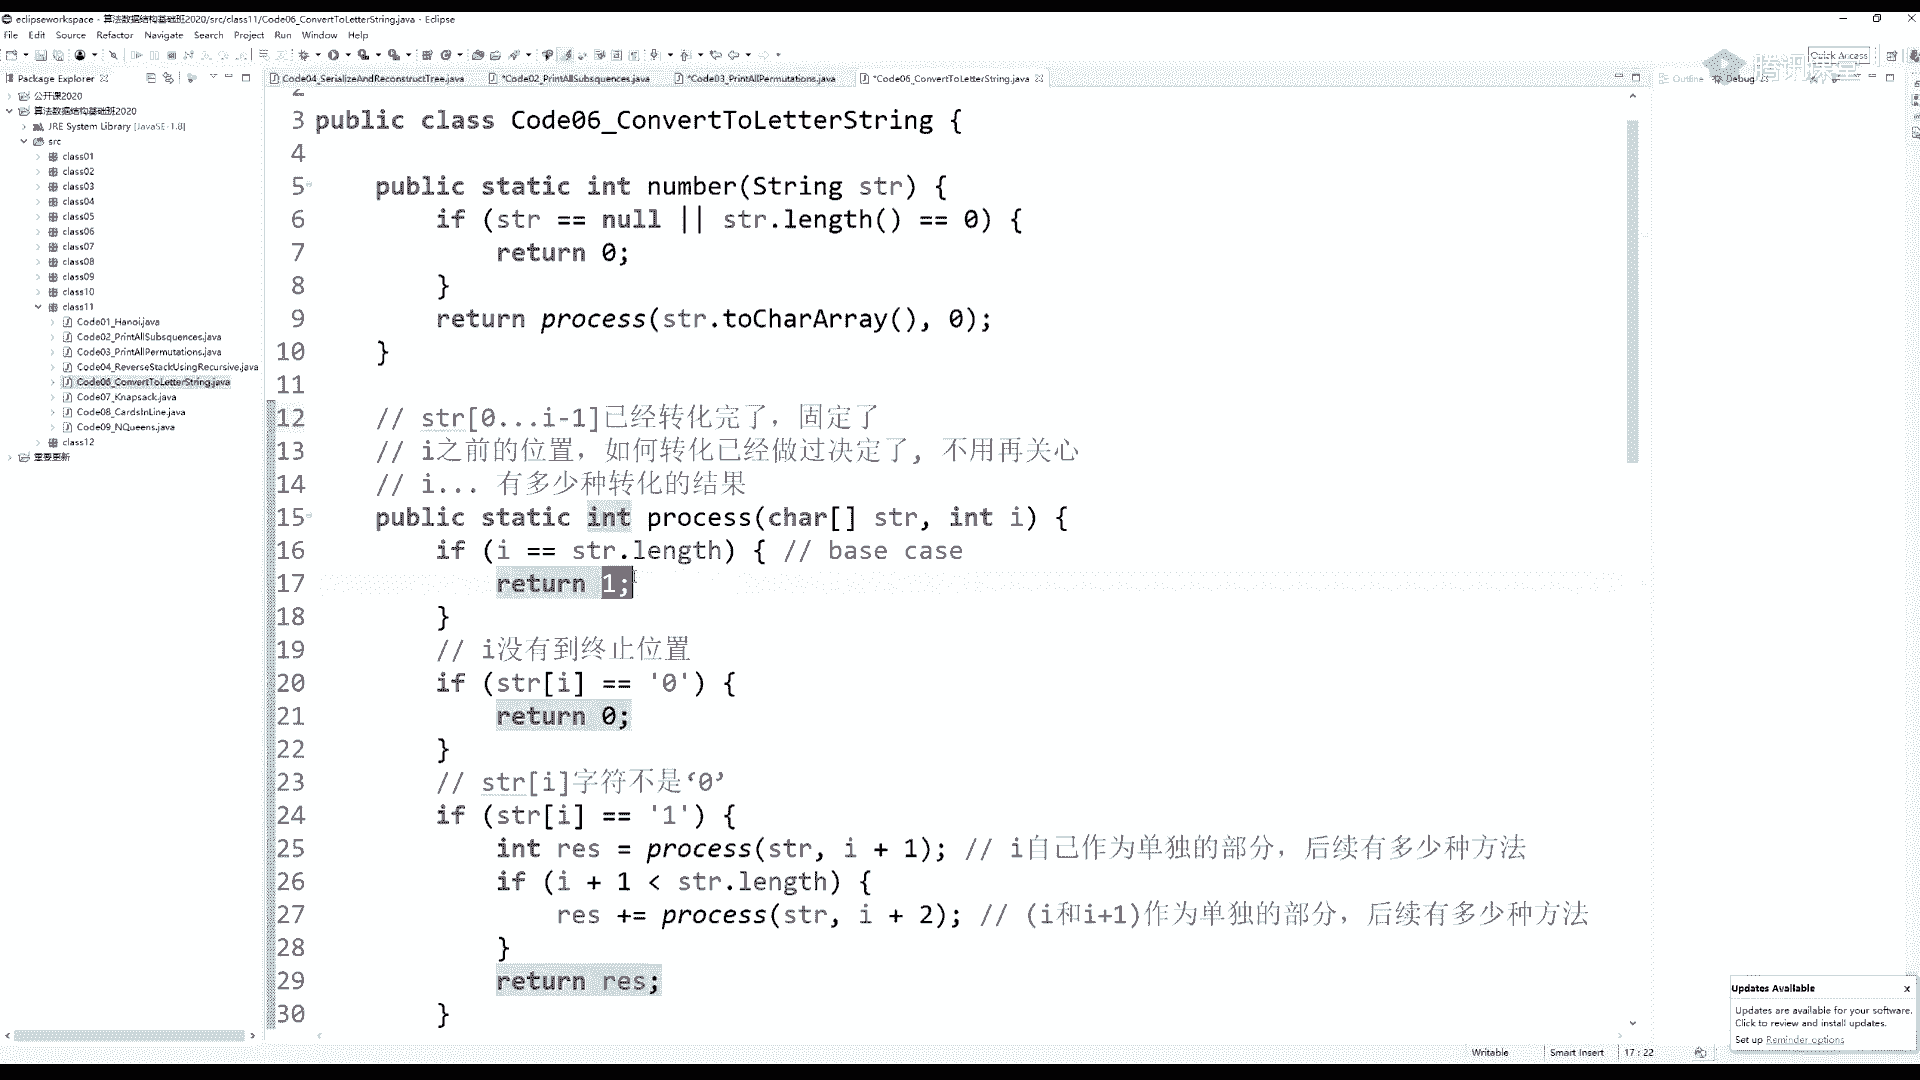 eclipseworkspace - 算法数据结构基础班2020/src/class11/Code06_ConvertToLetterString.java - Eclipse
File Edit Source Refactor Navigate Search Project Run Window Help
Quick Access
腾讯课堂
Debug
Package Explorer
Code04_SerializeAndReconstructTree.java
*Code02_PrintAllSubsquences.java
*Code03_PrintAllPermutations.java
*Code06_ConvertToLetterString.java
Outline
公开课2020
算法数据结构基础班2020
JRE System Library [JavaSE-1.8]
src
class01
class02
class03
class04
class05
class06
class07
class08
class09
class10
class11
Code01_Hanoi.java
Code02_PrintAllSubsquences.java
Code03_PrintAllPermutations.java
Code04_ReverseStackUsingRecursive.java
Code06_ConvertToLetterString.java
Code07_Knapsack.java
Code08_CardsInLine.java
Code09_NQueens.java
class12
重要更新
3 public class Code06_ConvertToLetterString {
4
5 public static int number(String str) {
6 if (str == null || str.length() == 0) {
7 return 0;
8 }
9 return process(str.toCharArray(), 0);
10 }
11
12 // str[0...i-1]已经转化完了，固定了
13 // i之前的位置，如何转化已经做过决定了, 不用再关心
14 // i... 有多少种转化的结果
15 public static int process(char[] str, int i) {
16 if (i == str.length) { // base case
17 return 1;
18 }
19 // i没有到终止位置
20 if (str[i] == '0') {
21 return 0;
22 }
23 // str[i]字符不是‘0’
24 if (str[i] == '1') {
25 int res = process(str, i + 1); // i自己作为单独的部分，后续有多少种方法
26 if (i + 1 < str.length) {
27 res += process(str, i + 2); // (i和i+1)作为单独的部分，后续有多少种方法
28 }
29 return res;
30 }
Updates Available x
Updates are available for your software.
Click to review and install updates.
Set up Reminder options
Writable Smart Insert 17 : 22